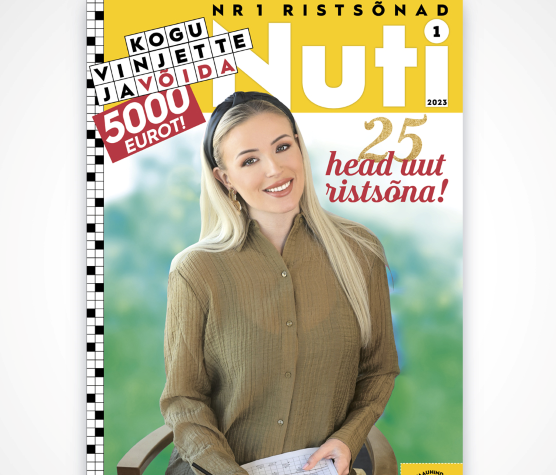 NR 1 RISTSÕNAD
Nuti
1
2023
KOGU
VINJETTE
JA VÕIDA
5000
EUROT!
25
head uut
ristsõna!